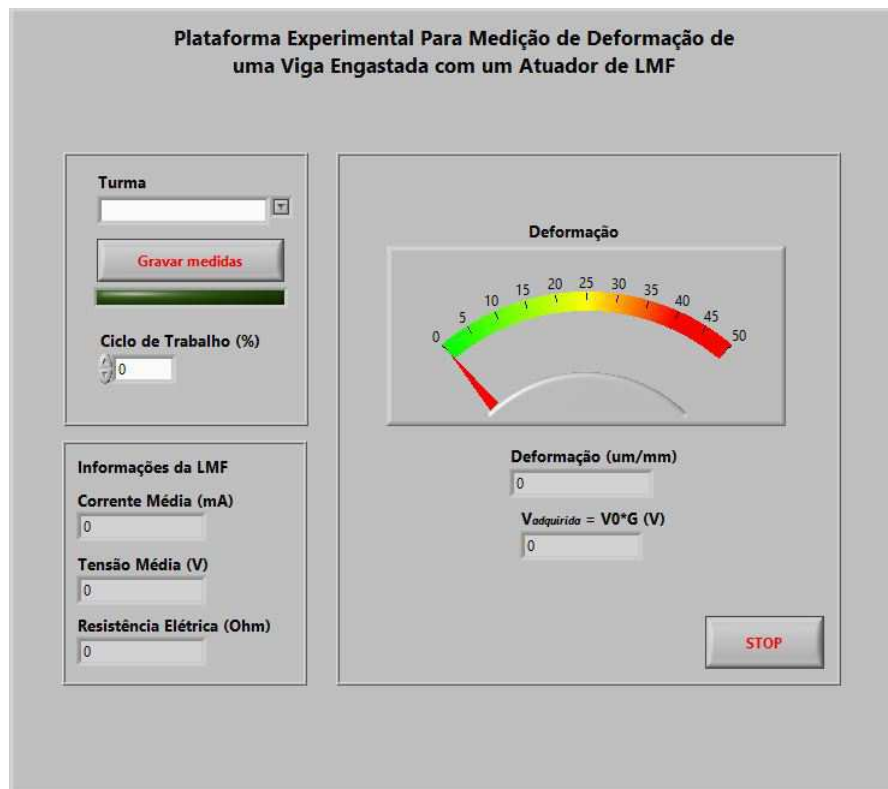 Plataforma Experimental Para Medição de Deformação de
uma Viga Engastada com um Atuador de LMF
Turma
Gravar medidas
Ciclo de Trabalho (%)
0
Informações da LMF
Corrente Média (mA)
0
Tensão Média (V)
0
Resistência Elétrica (Ohm)
0
Deformação
0 5 10 15 20 25 30 35 40 45 50
Deformação (um/mm)
0
Vadquirida = V0*G (V)
0
STOP